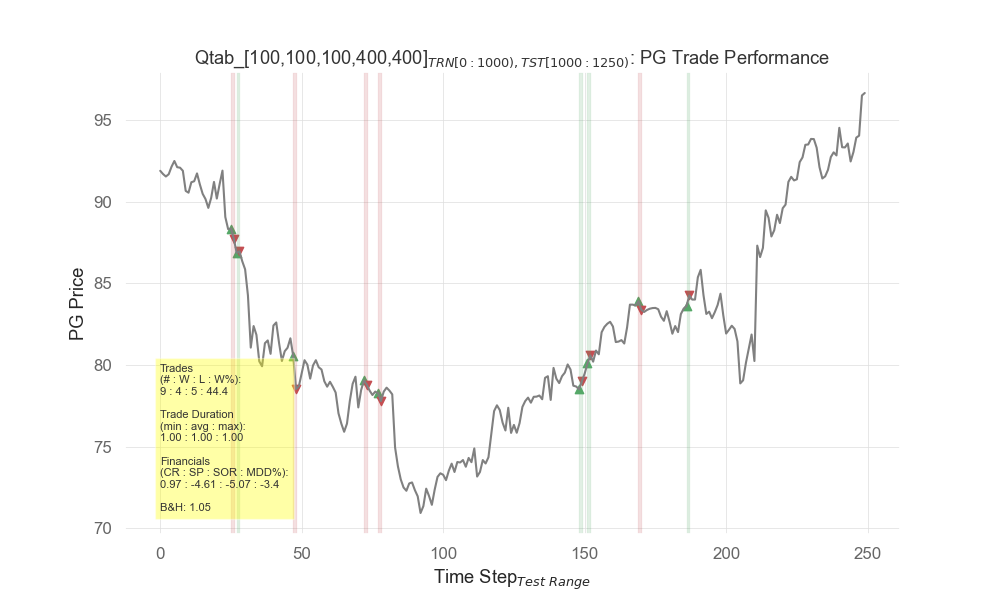 Qtab_[100,100,100,400,400]TRN[0 : 1000), TST[1000 : 1250): PG Trade Performance
PG Price
95
90
85
80
75
70
Trades
(# : W : L : W%):
9 : 4 : 5 : 44.4
Trade Duration
(min : avg : max):
1.00 : 1.00 : 1.00
Financials
(CR : SP : SOR : MDD%):
0.97 : -4.61 : -5.07 : -3.4
B&H: 1.05
0 50 100 150 200 250
Time StepTest Range